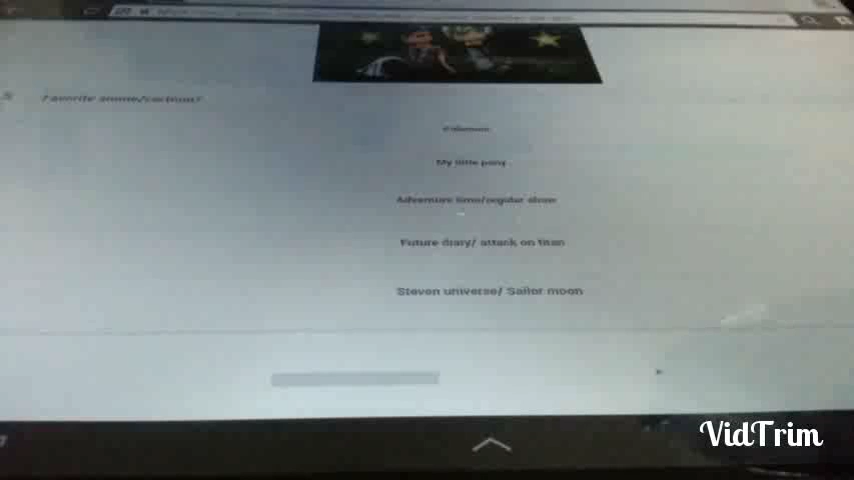 Favorite anime/cartoon?
Pokemon
My little pony
Adventure time/regular show
Future diary/ attack on titan
Steven universe/ Sailor moon
VidTrim